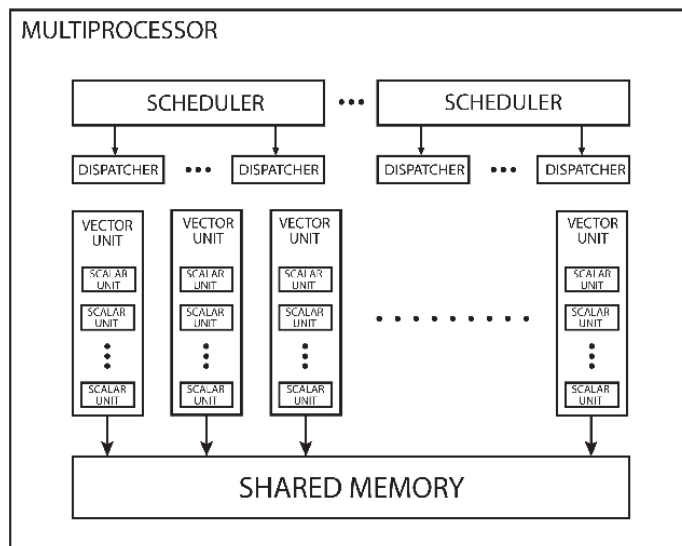 MULTIPROCESSOR
SCHEDULER ••• SCHEDULER
DISPATCHER ••• DISPATCHER DISPATCHER ••• DISPATCHER
VECTOR UNIT
SCALAR UNIT
SCALAR UNIT
SCALAR UNIT
VECTOR UNIT
SCALAR UNIT
SCALAR UNIT
SCALAR UNIT
VECTOR UNIT
SCALAR UNIT
SCALAR UNIT
SCALAR UNIT
VECTOR UNIT
SCALAR UNIT
SCALAR UNIT
SCALAR UNIT
SHARED MEMORY